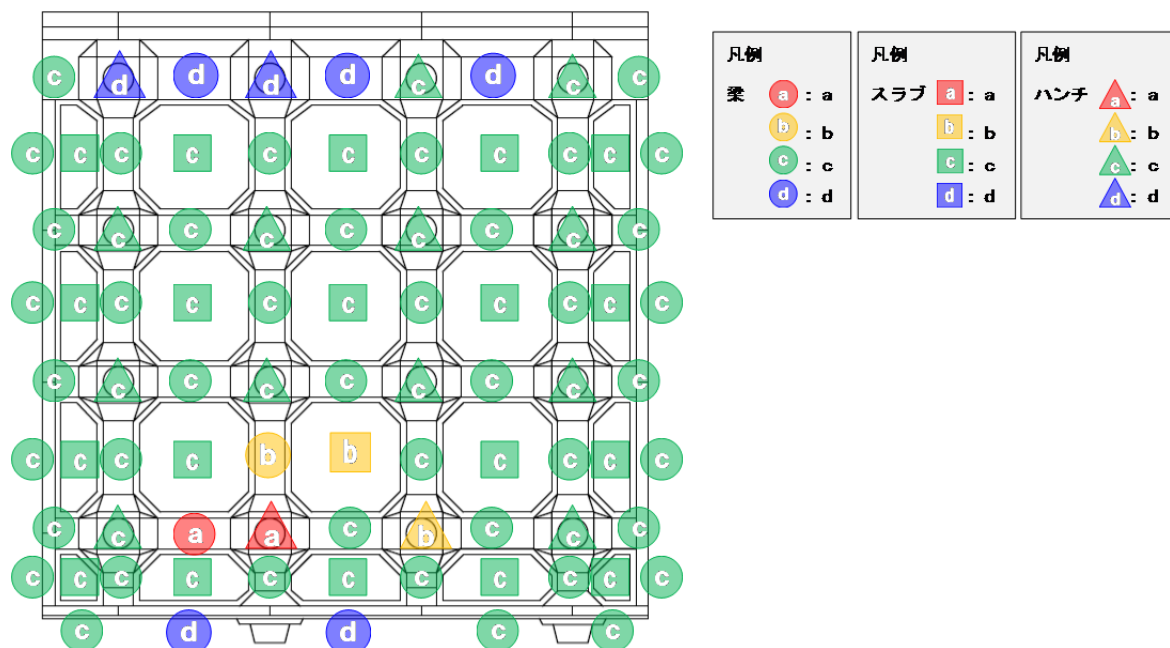 c d d d d c d c c
c c c c c c c c c c c
c c c c c c c c c
c c c c c c c c c c c
c c c c c c c c c
c c c c b b c c c c c
c c a a c b c c c
c c c c c c c c c c c
c d d c c
凡例
梁 a : a
b : b
c : c
d : d
凡例
スラブ a : a
b : b
c : c
d : d
凡例
ハンチ a : a
b : b
c : c
d : d